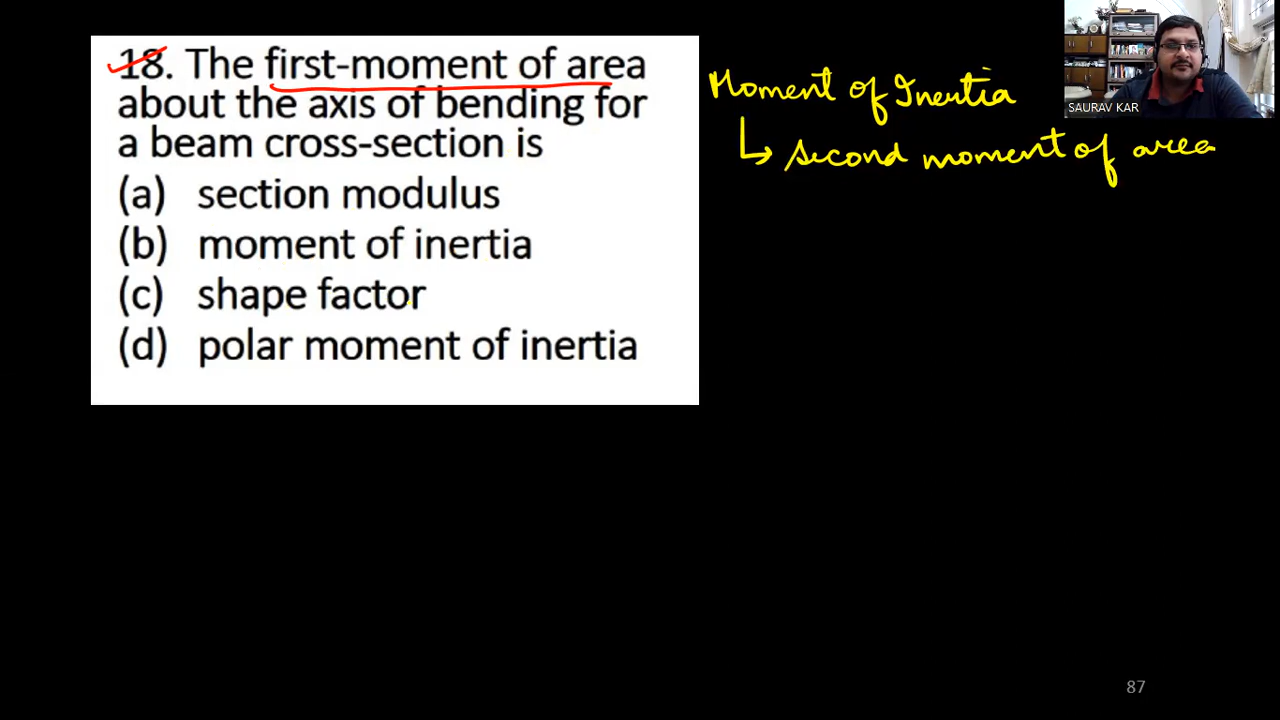 18. The first-moment of area
about the axis of bending for
a beam cross-section is
(a) section modulus
(b) moment of inertia
(c) shape factor
(d) polar moment of inertia
Moment of Inertia
↳ second moment of area
SAURAV KAR
87